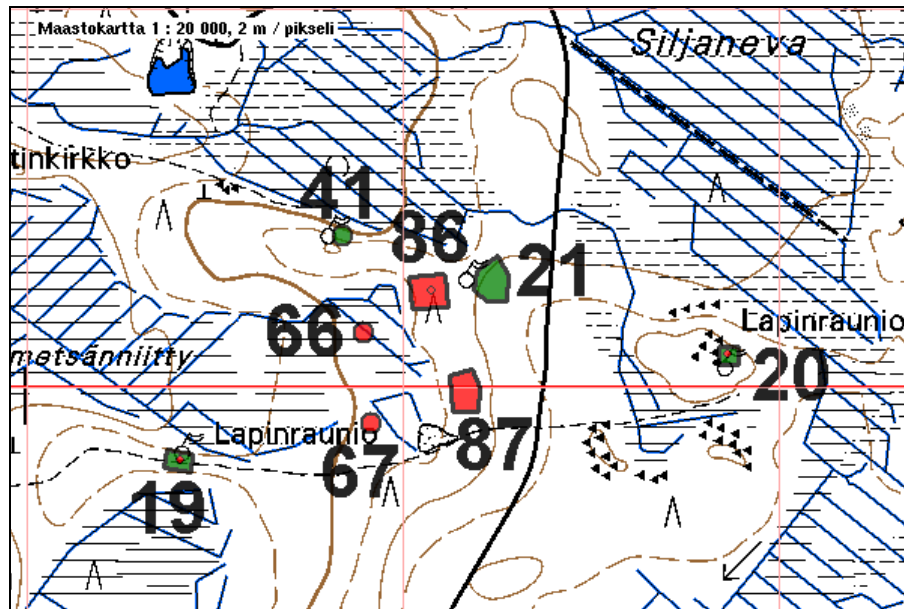 Maastokartta 1 : 20 000, 2 m / pikseli
Siljaneva
tinkirkko
41
86
21
66
Lapinraunio
metsänniitty
20
Lapinraunio
87
67
19